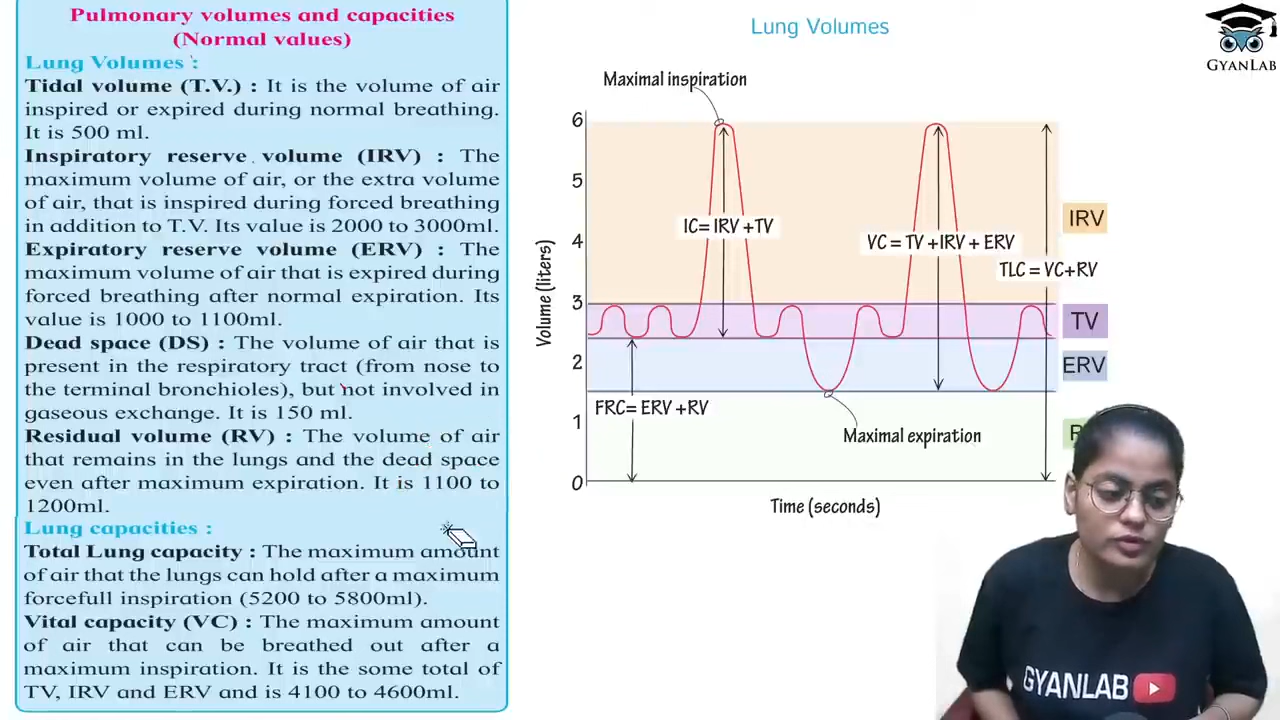 Pulmonary volumes and capacities
(Normal values)
Lung Volumes :
Tidal volume (T.V.) : It is the volume of air
inspired or expired during normal breathing.
It is 500 ml.
Inspiratory reserve volume (IRV) : The
maximum volume of air, or the extra volume
of air, that is inspired during forced breathing
in addition to T.V. Its value is 2000 to 3000ml.
Expiratory reserve volume (ERV) : The
maximum volume of air that is expired during
forced breathing after normal expiration. Its
value is 1000 to 1100ml.
Dead space (DS) : The volume of air that is
present in the respiratory tract (from nose to
the terminal bronchioles), but not involved in
gaseous exchange. It is 150 ml.
Residual volume (RV) : The volume of air
that remains in the lungs and the dead space
even after maximum expiration. It is 1100 to
1200ml.
Lung capacities :
Total Lung capacity : The maximum amount
of air that the lungs can hold after a maximum
forcefull inspiration (5200 to 5800ml).
Vital capacity (VC) : The maximum amount
of air that can be breathed out after a
maximum inspiration. It is the some total of
TV, IRV and ERV and is 4100 to 4600ml.
Lung Volumes
Maximal inspiration
Volume (liters)
6
5
4
3
2
1
0
IC= IRV +TV
VC = TV +IRV + ERV
TLC = VC+RV
FRC= ERV +RV
Maximal expiration
Time (seconds)
IRV
TV
ERV
GYANLAB
GYANLAB